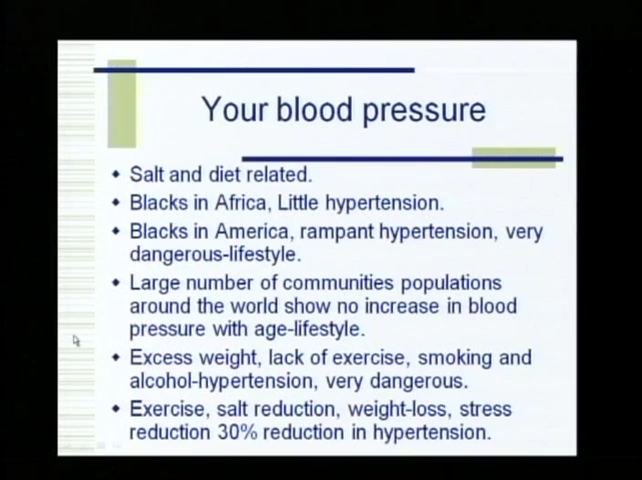 Your blood pressure
Salt and diet related.
Blacks in Africa, Little hypertension.
Blacks in America, rampant hypertension, very
dangerous-lifestyle.
Large number of communities populations
around the world show no increase in blood
pressure with age-lifestyle.
Excess weight, lack of exercise, smoking and
alcohol-hypertension, very dangerous.
Exercise, salt reduction, weight-loss, stress
reduction 30% reduction in hypertension.